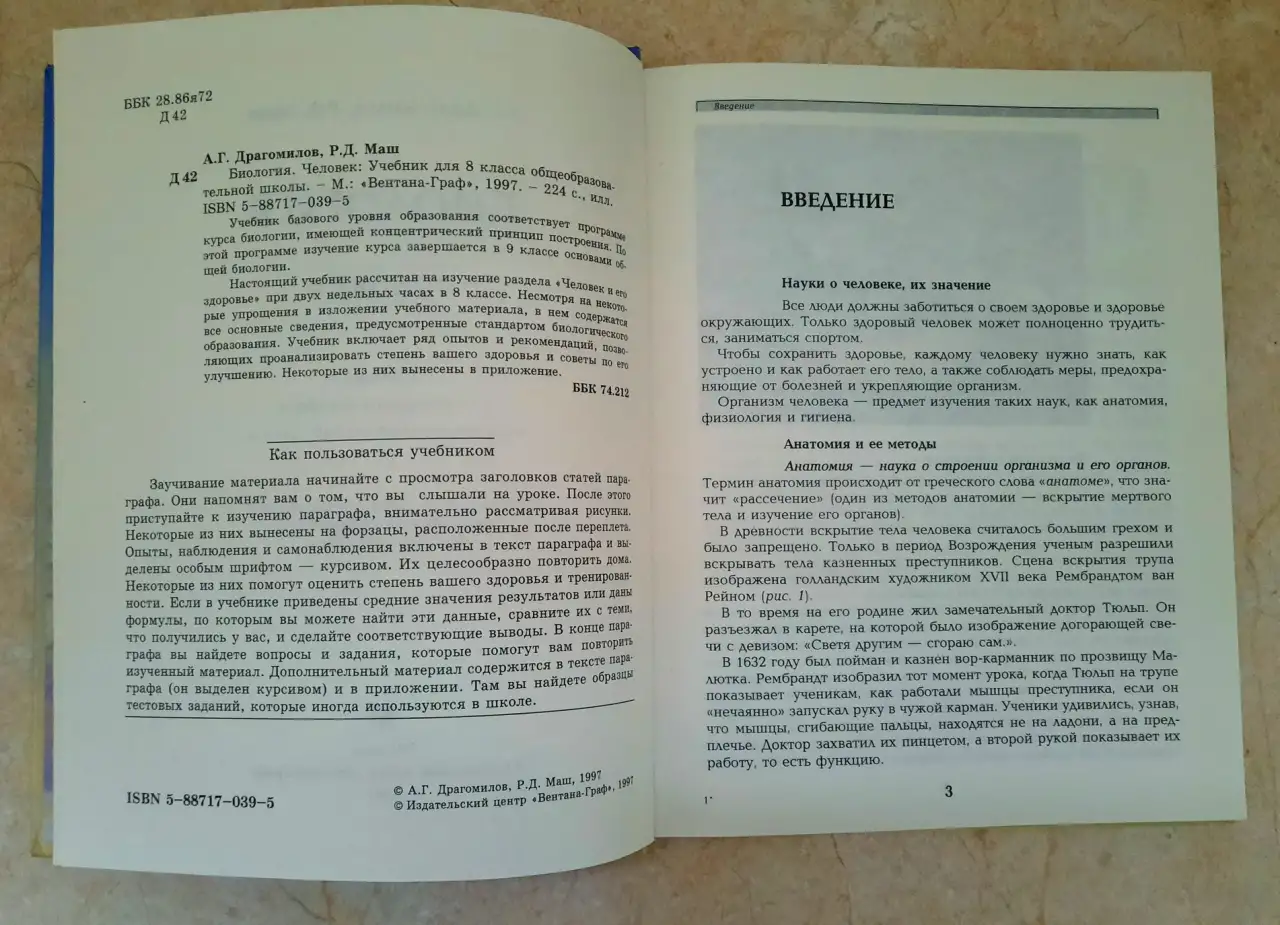 ББК 28.86я72
Д 42
А.Г. Драгомилов, Р.Д. Маш
Д 42 Биология. Человек: Учебник для 8 класса общеобразова-
тельной школы. – М.: «Вентана-Граф», 1997. – 224 с., илл.
ISBN 5–88717–039–5
Учебник базового уровня образования соответствует программе
курса биологии, имеющей концентрический принцип построения. По
этой программе изучение курса завершается в 9 классе основами об-
щей биологии.
Настоящий учебник рассчитан на изучение раздела «Человек и его
здоровье» при двух недельных часах в 8 классе. Несмотря на некото-
рые упрощения в изложении учебного материала, в нем содержатся
все основные сведения, предусмотренные стандартом биологического
образования. Учебник включает ряд опытов и рекомендаций, позво-
ляющих проанализировать степень вашего здоровья и советы по его
улучшению. Некоторые из них вынесены в приложение.
ББК 74.212
Как пользоваться учебником
Заучивание материала начинайте с просмотра заголовков статей пара-
графа. Они напомнят вам о том, что вы слышали на уроке. После этого
приступайте к изучению параграфа, внимательно рассматривая рисунки.
Некоторые из них вынесены на форзацы, расположенные после переплета.
Опыты, наблюдения и самонаблюдения включены в текст параграфа и вы-
делены особым шрифтом — курсивом. Их целесообразно повторить дома.
Некоторые из них помогут оценить степень вашего здоровья и тренирован-
ности. Если в учебнике приведены средние значения результатов или даны
формулы, по которым вы можете найти эти данные, сравните их с теми,
что получились у вас, и сделайте соответствующие выводы. В конце пара-
графа вы найдете вопросы и задания, которые помогут вам повторить
изученный материал. Дополнительный материал содержится в тексте пара-
графа (он выделен курсивом) и в приложении. Там вы найдете образцы
тестовых заданий, которые иногда используются в школе.
ISBN 5–88717–039–5
© А.Г. Драгомилов, Р.Д. Маш, 1997
© Издательский центр «Вентана-Граф», 1997
Введение
ВВЕДЕНИЕ
Науки о человеке, их значение
Все люди должны заботиться о своем здоровье и здоровье
окружающих. Только здоровый человек может полноценно трудить-
ся, заниматься спортом.
Чтобы сохранить здоровье, каждому человеку нужно знать, как
устроено и как работает его тело, а также соблюдать меры, предохра-
няющие от болезней и укрепляющие организм.
Организм человека — предмет изучения таких наук, как анатомия,
физиология и гигиена.
Анатомия и ее методы
Анатомия — наука о строении организма и его органов.
Термин анатомия происходит от греческого слова «анатоме», что зна-
чит «рассечение» (один из методов анатомии — вскрытие мертвого
тела и изучение его органов).
В древности вскрытие тела человека считалось большим грехом и
было запрещено. Только в период Возрождения ученым разрешили
вскрывать тела казненных преступников. Сцена вскрытия трупа
изображена голландским художником XVII века Рембрандтом ван
Рейном (рис. 1).
В то время на его родине жил замечательный доктор Тюльп. Он
разъезжал в карете, на которой было изображение догорающей све-
чи с девизом: «Светя другим — сгораю сам.».
В 1632 году был пойман и казнен вор-карманник по прозвищу Ма-
лютка. Рембрандт изобразил тот момент урока, когда Тюльп на трупе
показывает ученикам, как работали мышцы преступника, если он
«нечаянно» запускал руку в чужой карман. Ученики удивились, узнав,
что мышцы, сгибающие пальцы, находятся не на ладони, а на пред-
плечье. Доктор захватил их пинцетом, а второй рукой показывает их
работу, то есть функцию.
1*
3